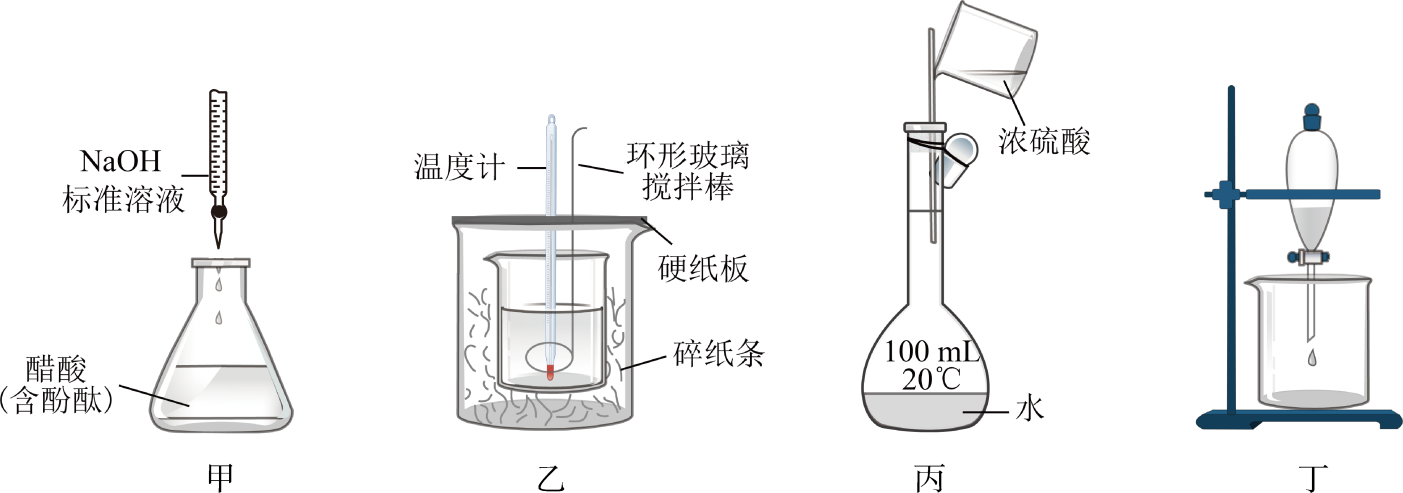 NaOH
标准溶液
醋酸
(含酚酞)
甲
温度计
环形玻璃
搅拌棒
硬纸板
碎纸条
乙
浓硫酸
100 mL
20℃
水
丙
丁